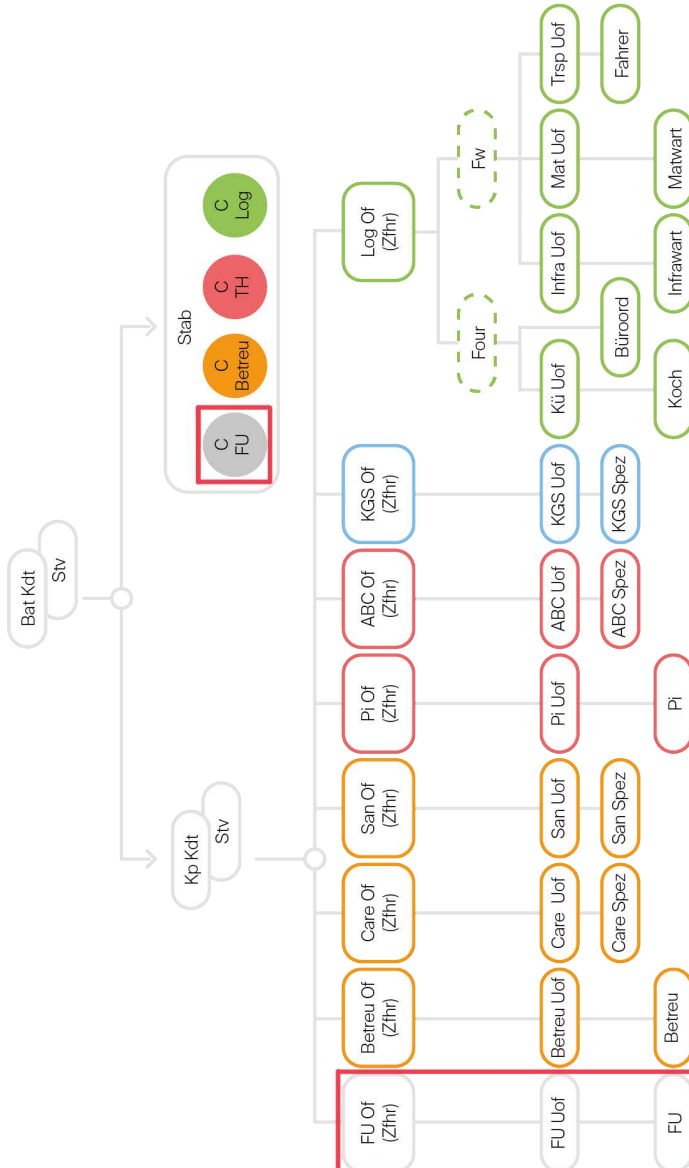 Bat Kdt
Stv
Stab
C
FU
C
Betreu
C
TH
C
Log
Kp Kdt
Stv
FU Of
(Zfhr)
Betreu Of
(Zfhr)
Care Of
(Zfhr)
San Of
(Zfhr)
Pi Of
(Zfhr)
ABC Of
(Zfhr)
KGS Of
(Zfhr)
Log Of
(Zfhr)
Four
Fw
FU Uof
Betreu Uof
Care Uof
San Uof
Pi Uof
ABC Uof
KGS Uof
Kü Uof
Infra Uof
Mat Uof
Trsp Uof
Care Spez
San Spez
ABC Spez
KGS Spez
Büroord
Fahrer
FU
Betreu
Pi
Koch
Infrawart
Matwart